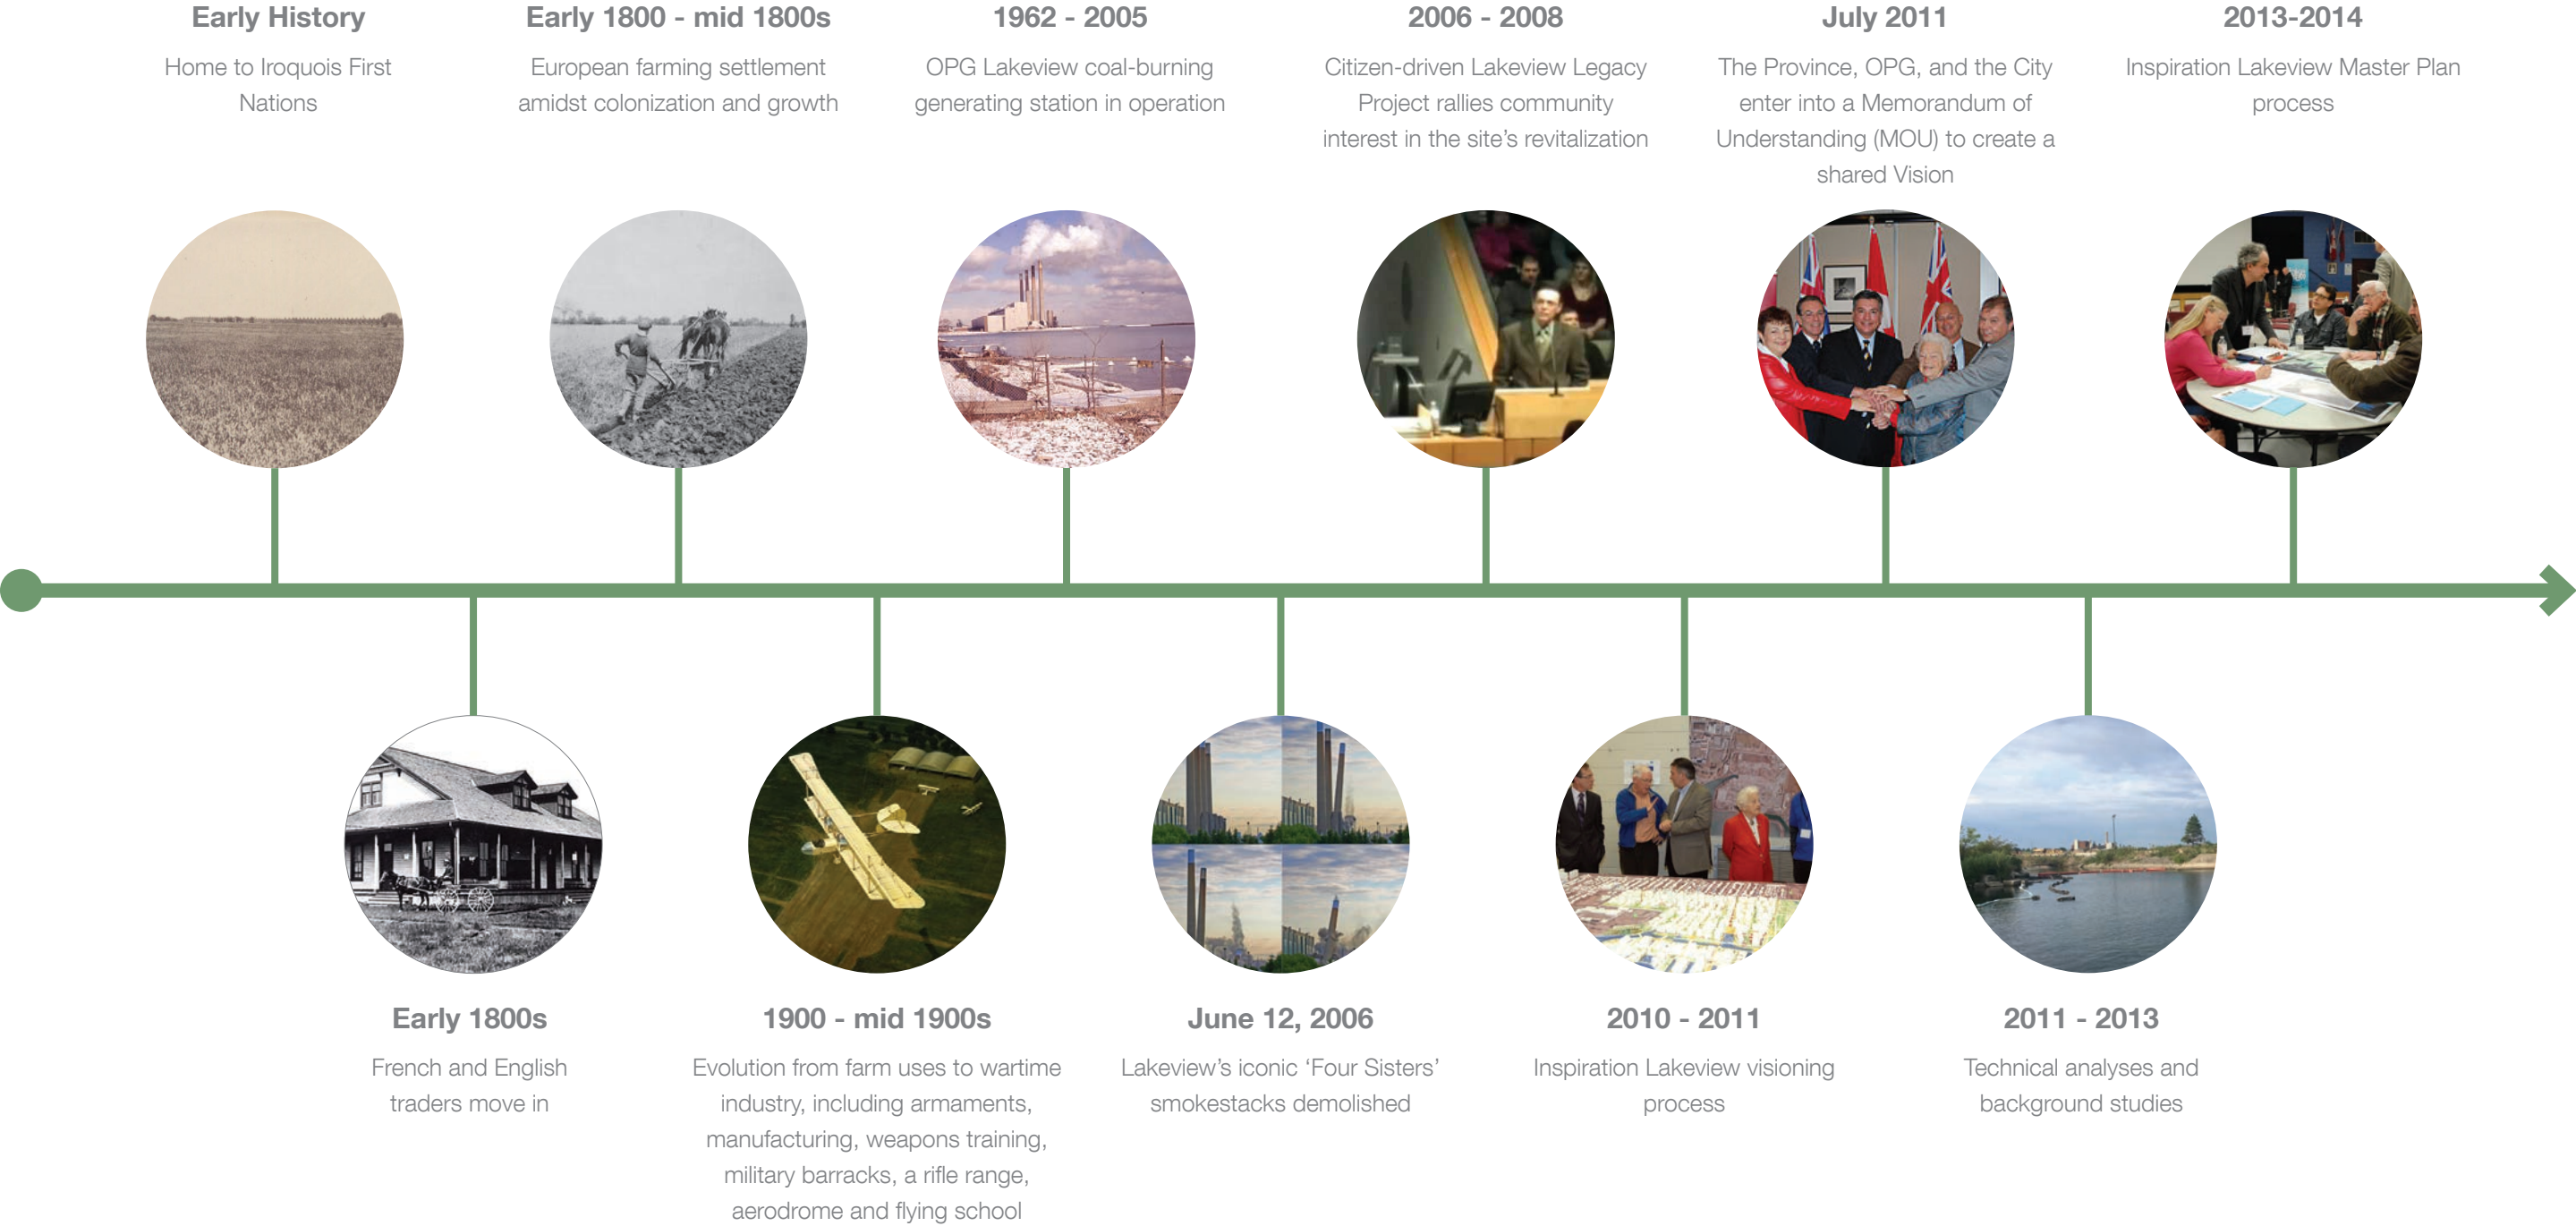 Early History
Home to Iroquois First
Nations
Early 1800 - mid 1800s
European farming settlement
amidst colonization and growth
1962 - 2005
OPG Lakeview coal-burning
generating station in operation
2006 - 2008
Citizen-driven Lakeview Legacy
Project rallies community
interest in the site’s revitalization
July 2011
The Province, OPG, and the City
enter into a Memorandum of
Understanding (MOU) to create a
shared Vision
2013-2014
Inspiration Lakeview Master Plan
process
Early 1800s
French and English
traders move in
1900 - mid 1900s
Evolution from farm uses to wartime
industry, including armaments,
manufacturing, weapons training,
military barracks, a rifle range,
aerodrome and flying school
June 12, 2006
Lakeview’s iconic ‘Four Sisters’
smokestacks demolished
2010 - 2011
Inspiration Lakeview visioning
process
2011 - 2013
Technical analyses and
background studies